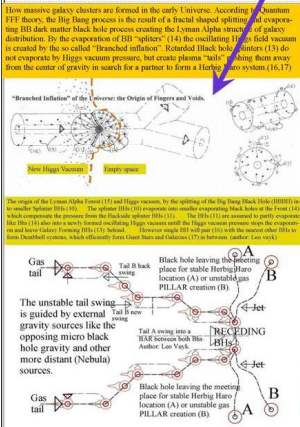 How massive galaxy clusters are formed in the early Universe. According to Quantum
FFF theory, the Big Bang process is the result of a fractal shaped splitting and evapora-
ting BB dark matter black hole process creating the Lyman Alpha structure of galaxy
distribution. By the evaporation of BB "spliters" (14) the oscillating Higgs field vacuum
is created by the so called "Branched inflation". Retarded Black hole Splinters (13) do
not evaporate by Higgs vacuum pressure, but create plasma "tails" pushing them away
from the center of gravity in search for a partner to form a Herbig Haro system.(16,17)
"Branched Inflation" of the Universe: the Origin of Fingers and Voids.
New Higgs Vacuum
Empty space
The origin of the Lyman Alpha Forest (15) and Higgs vacuum, by the splitting of the Big Bang Black Hole (BBBH) in-
to smaller Splinter BHs (10). The splinter BHs (10) evaporate into smaller evaporating black holes at the Front (14)
which compensate the pressure from the Backside splinter BHs (11). The BHs (11) are assumed to partly evaporate
like BHs (14) also into a newly formed oscillating Higgs vacuum untill the Higgs vacuum pressure stops the evaporati-
on and leave Galaxy Forming BHs (13) behind. However single BH will pair (16) with the nearest other BHs to
form Dumbbell systems, which efficiently form Giant Stars and Galaxies (17) in between. (author: Leo vuyk)
Gas
tail
Tail B back
swing
Black hole leaving the meeting
place for stable Herbig Haro
location (A) or unstable gas
PILLAR creation (B).
A
B
The unstable tail swing
is guided by external
gravity sources like the
opposing micro black
hole gravity and other
more distant (Nebula)
sources.
Tail B new
swing
Jet
Tail A swing into a
BAR between both BHs
Author: Leo Vuyk.
RECEDING
BHs
Jet
Gas
tail
Black hole leaving the meeting
place for stable Herbig Haro
location (A) or unstable gas
PILLAR creation (B).
A
B